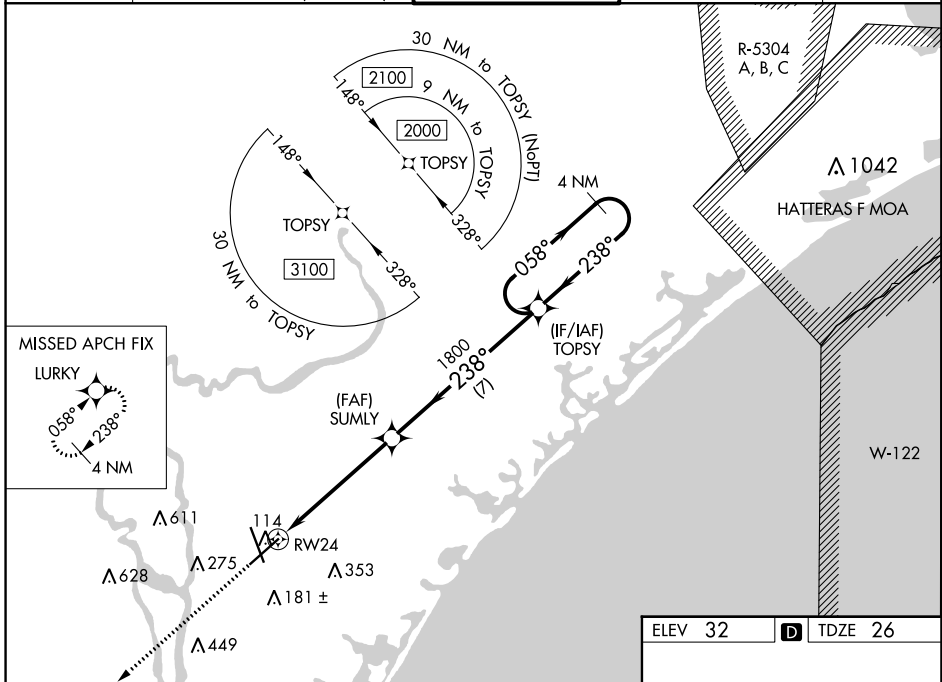 30 NM to TOPSY (NoPT)
2100
148°
9 NM to TOPSY
2000
TOPSY
328°
148°
TOPSY
328°
3100
30 NM to TOPSY
R-5304
A, B, C
1042
HATTERAS F MOA
4 NM
058°
238°
(IF/IAF)
TOPSY
1800
238°
(7)
(FAF)
SUMLY
MISSED APCH FIX
LURKY
058°
238°
4 NM
W-122
611
114
RW24
275
353
628
181 ±
449
ELEV 32 D TDZE 26